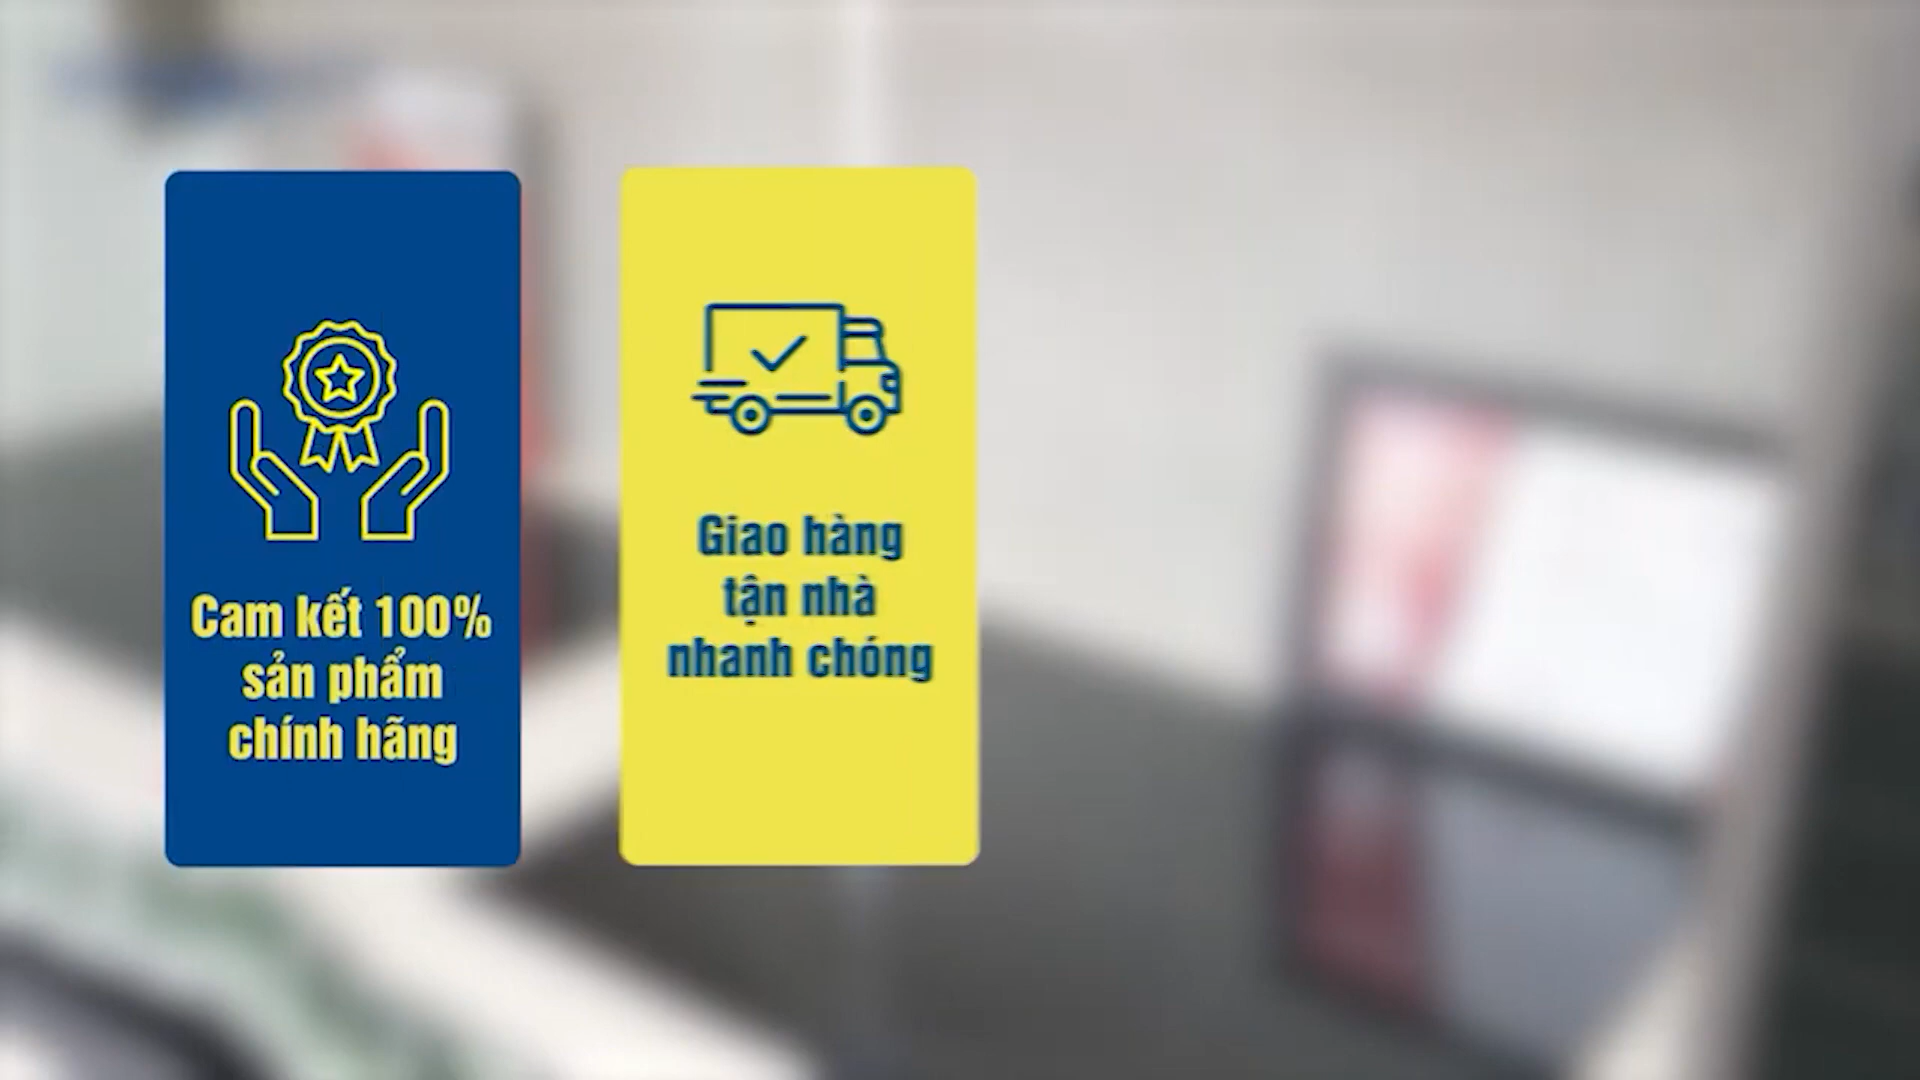 Cam kết 100%
sản phẩm
chính hãng
Giao hàng
tận nhà
nhanh chóng